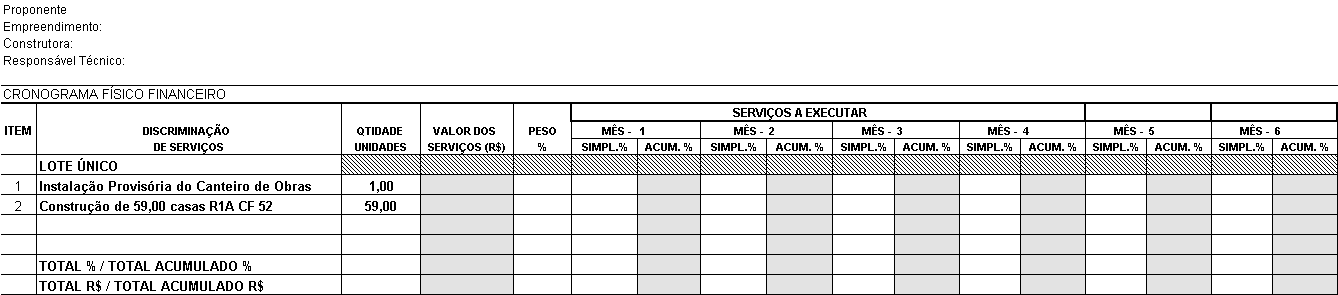 Proponente
Empreendimento:
Construtora:
Responsável Técnico:
CRONOGRAMA FÍSICO FINANCEIRO
SERVIÇOS A EXECUTAR
ITEM DISCRIMINAÇÃO QTIDADE VALOR DOS PESO MÊS - 1 MÊS - 2 MÊS - 3 MÊS - 4 MÊS - 5 MÊS - 6
DE SERVIÇOS UNIDADES SERVIÇOS (R$) % SIMPL.% ACUM. % SIMPL.% ACUM. % SIMPL.% ACUM. % SIMPL.% ACUM. % SIMPL.% ACUM. % SIMPL.% ACUM. %
LOTE ÚNICO
1 Instalação Provisória do Canteiro de Obras 1,00
2 Construção de 59,00 casas R1A CF 52 59,00
TOTAL % / TOTAL ACUMULADO %
TOTAL R$ / TOTAL ACUMULADO R$